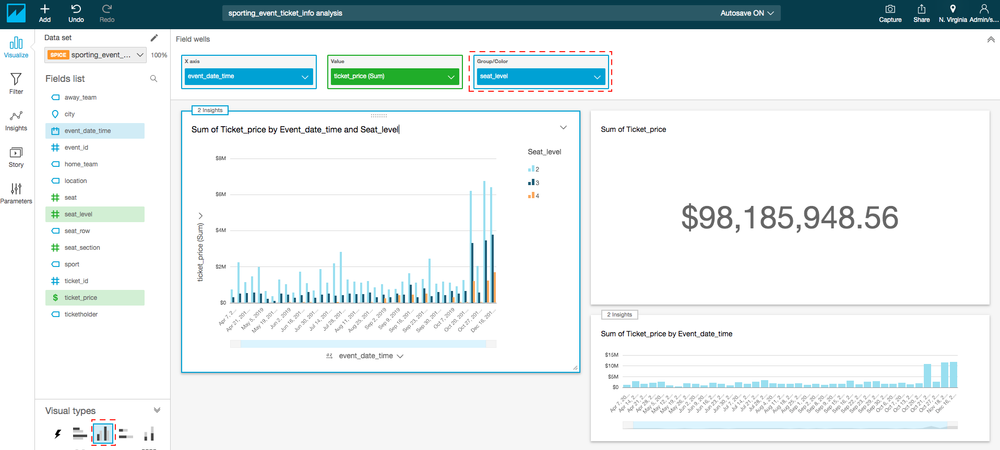 Add
Undo
Redo
sporting_event_ticket_info analysis
Autosave ON
Capture
Share
N. Virginia
Admin/s...
Visualize
Filter
Insights
Story
Parameters
Data set
SPICE sporting_event_...
100%
Fields list
away_team
city
event_date_time
event_id
home_team
location
seat
seat_level
seat_row
seat_section
sport
ticket_id
ticket_price
ticketholder
Visual types
Field wells
X axis
event_date_time
Value
ticket_price (Sum)
Group/Color
seat_level
2 Insights
Sum of Ticket_price by Event_date_time and Seat_level
Seat_level
2
3
4
$8M
$6M
$4M
$2M
$0
ticket_price (Sum)
Apr 7, 2...
Apr 21, 201...
May 5, 2019
May 19, 201...
Jun 2, 2019
Jun 16, 201...
Jun 30, 201...
Jul 14, 201...
Jul 28, 201...
Aug 11, 201...
Aug 25, 201...
Sep 2, 2019
Sep 9, 2019
Sep 16, 201...
Sep 23, 201...
Sep 30, 201...
Oct 7, 2019
Oct 20, 201...
Oct 27, 201...
Dec 16, 201...
az event_date_time
Sum of Ticket_price
$98,185,948.56
2 Insights
Sum of Ticket_price by Event_date_time
$15M
$10M
$5M
$0
Apr 7, 20...
Apr 14, 2...
Apr 21, 2...
Apr 28, 2...
May 5, 20...
May 12, 2...
May 19, 2...
May 26, 2...
Jun 2, 20...
Jun 9, 20...
Jun 16, 2...
Jun 23, 2...
Jun 30, 2...
Jul 7, 20...
Jul 14, 2...
Jul 21, 2...
Jul 28, 2...
Aug 4, 20...
Aug 11, 2...
Aug 18, 2...
Aug 25, 2...
Sep 1, 20...
Sep 2, 20...
Sep 8, 20...
Sep 9, 20...
Sep 15, 2...
Sep 16, 2...
Sep 22, 2...
Sep 23, 2...
Sep 29, 2...
Sep 30, 2...
Oct 6, 20...
Oct 7, 20...
Oct 13, 2...
Oct 20, 2...
Oct 21, 2...
Oct 27, 2...
Nov 18, 2...
Dec 16, 2...